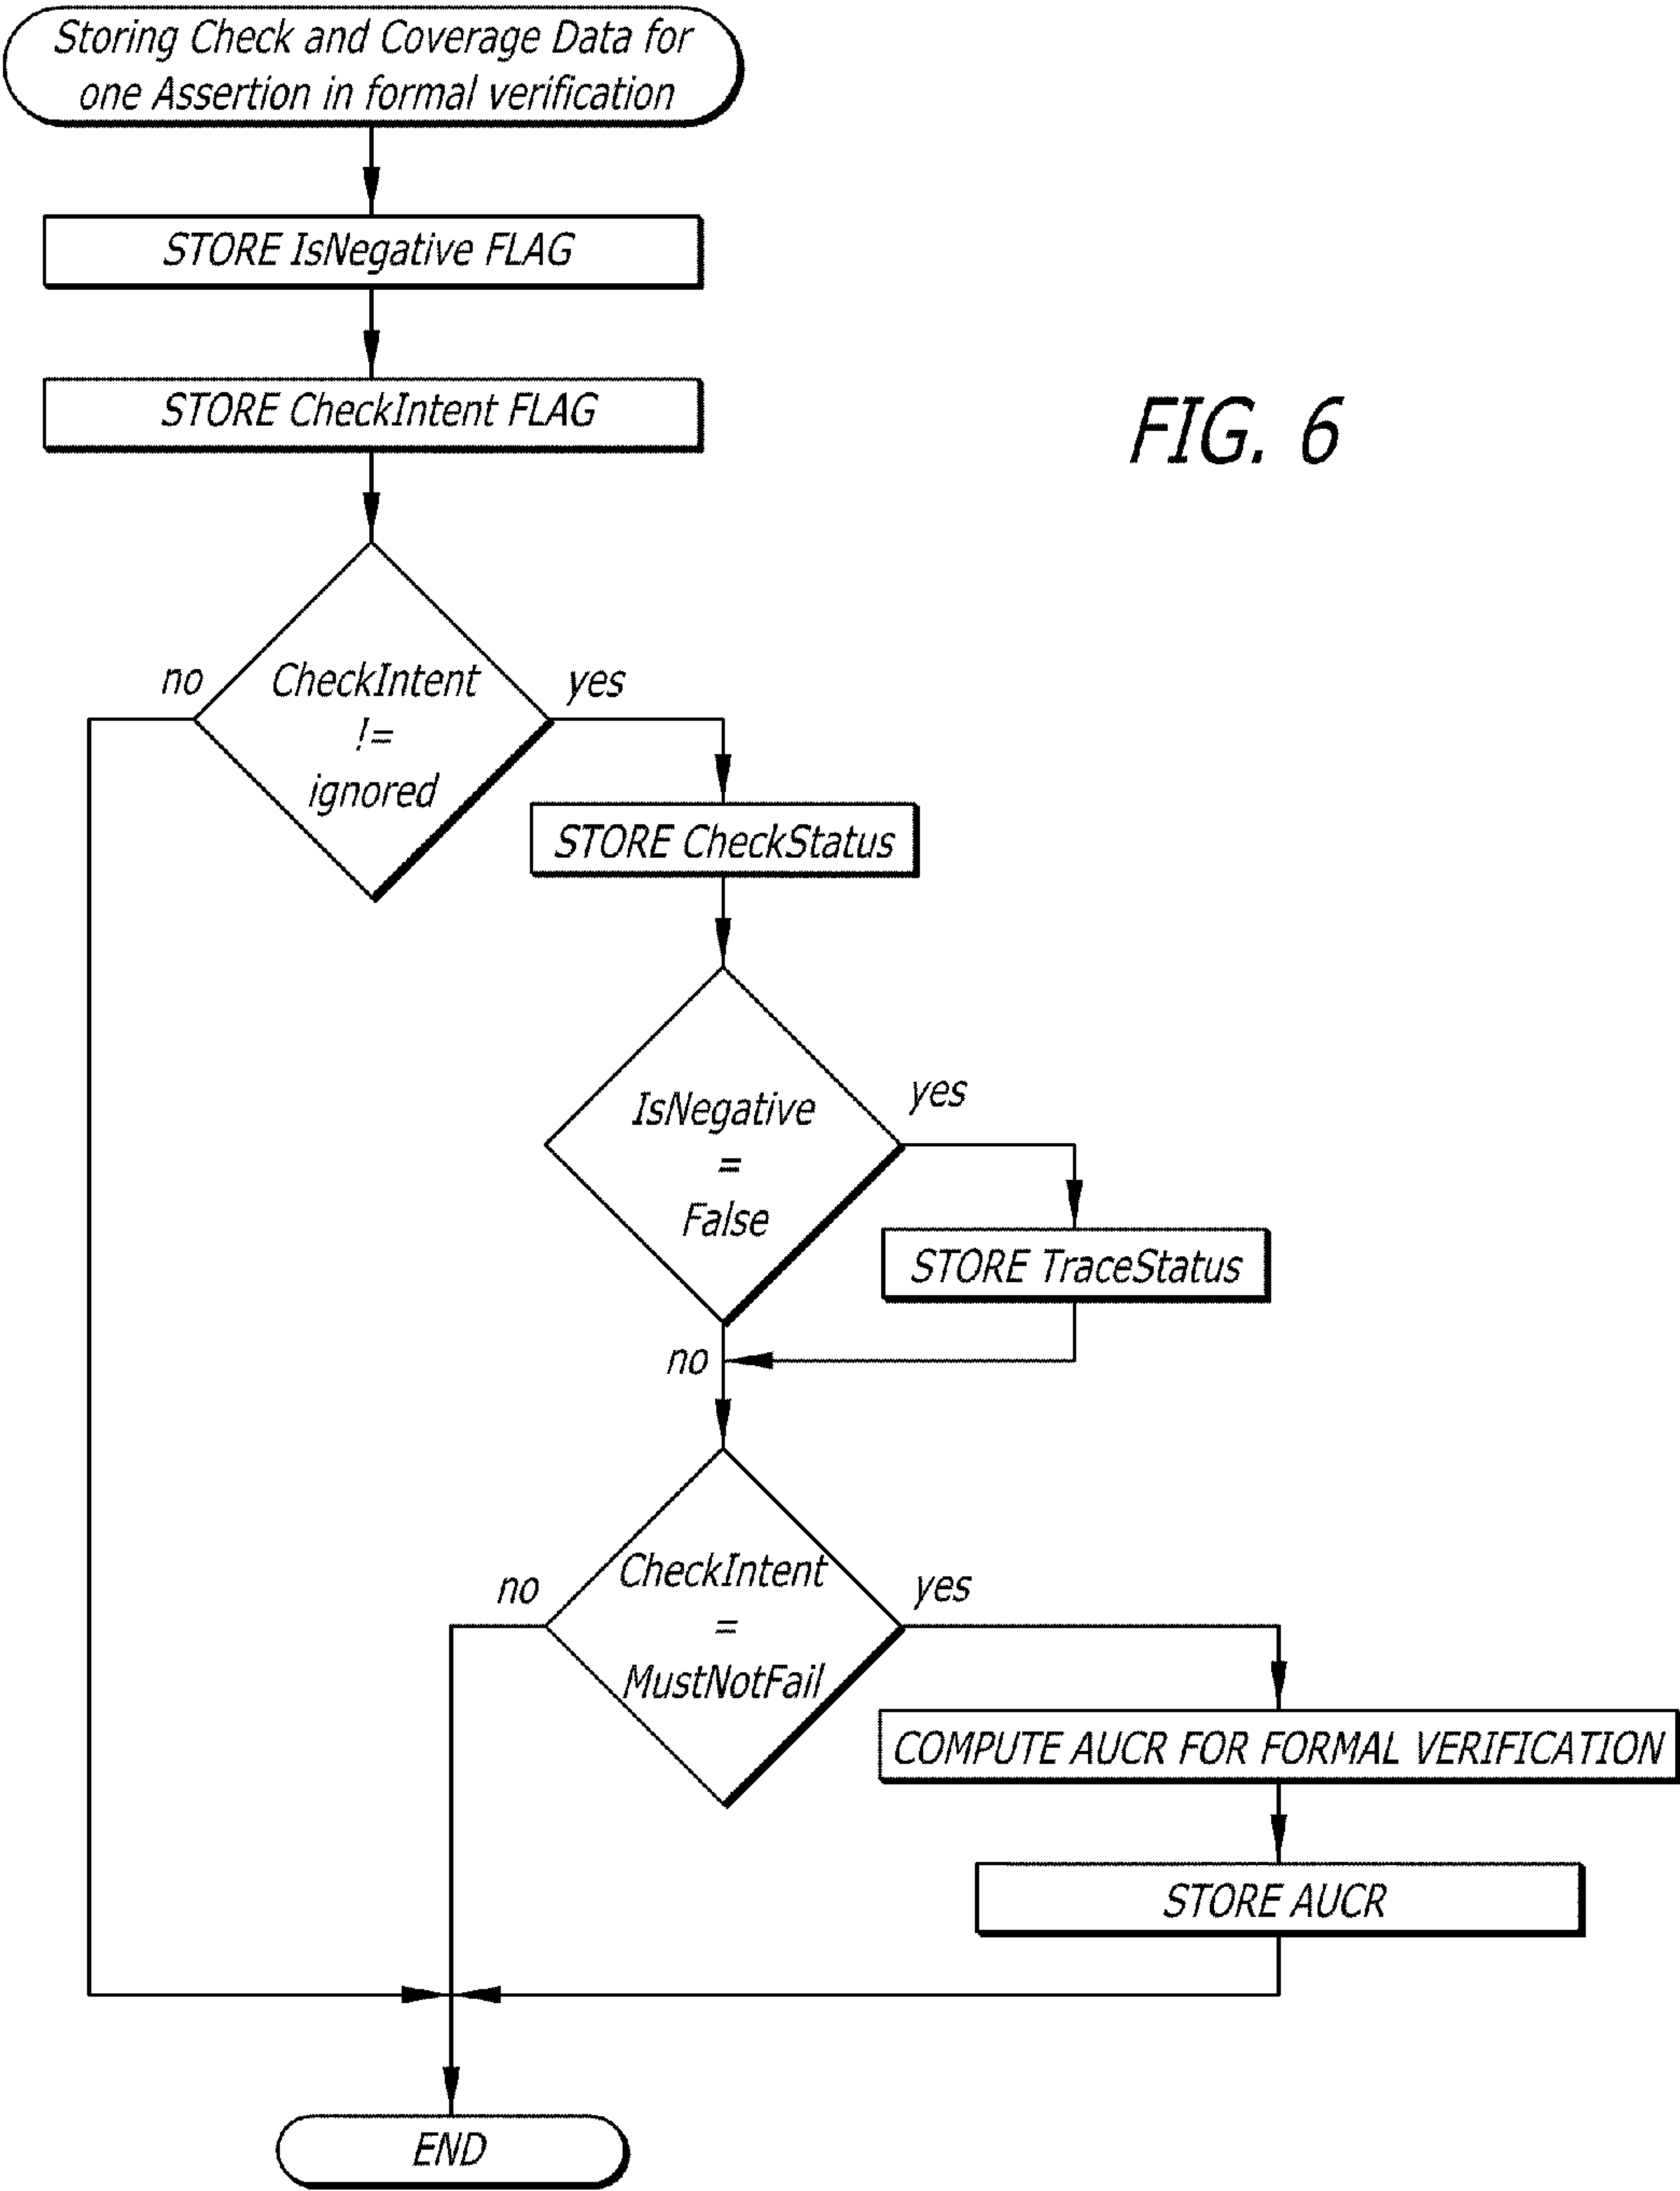 Storing Check and Coverage Data for
one Assertion in formal verification
STORE IsNegative FLAG
STORE CheckIntent FLAG
FIG. 6
no
CheckIntent
!=
ignored
yes
STORE CheckStatus
IsNegative
=
False
yes
STORE TraceStatus
no
no
CheckIntent
=
MustNotFail
yes
COMPUTE AUCR FOR FORMAL VERIFICATION
STORE AUCR
END